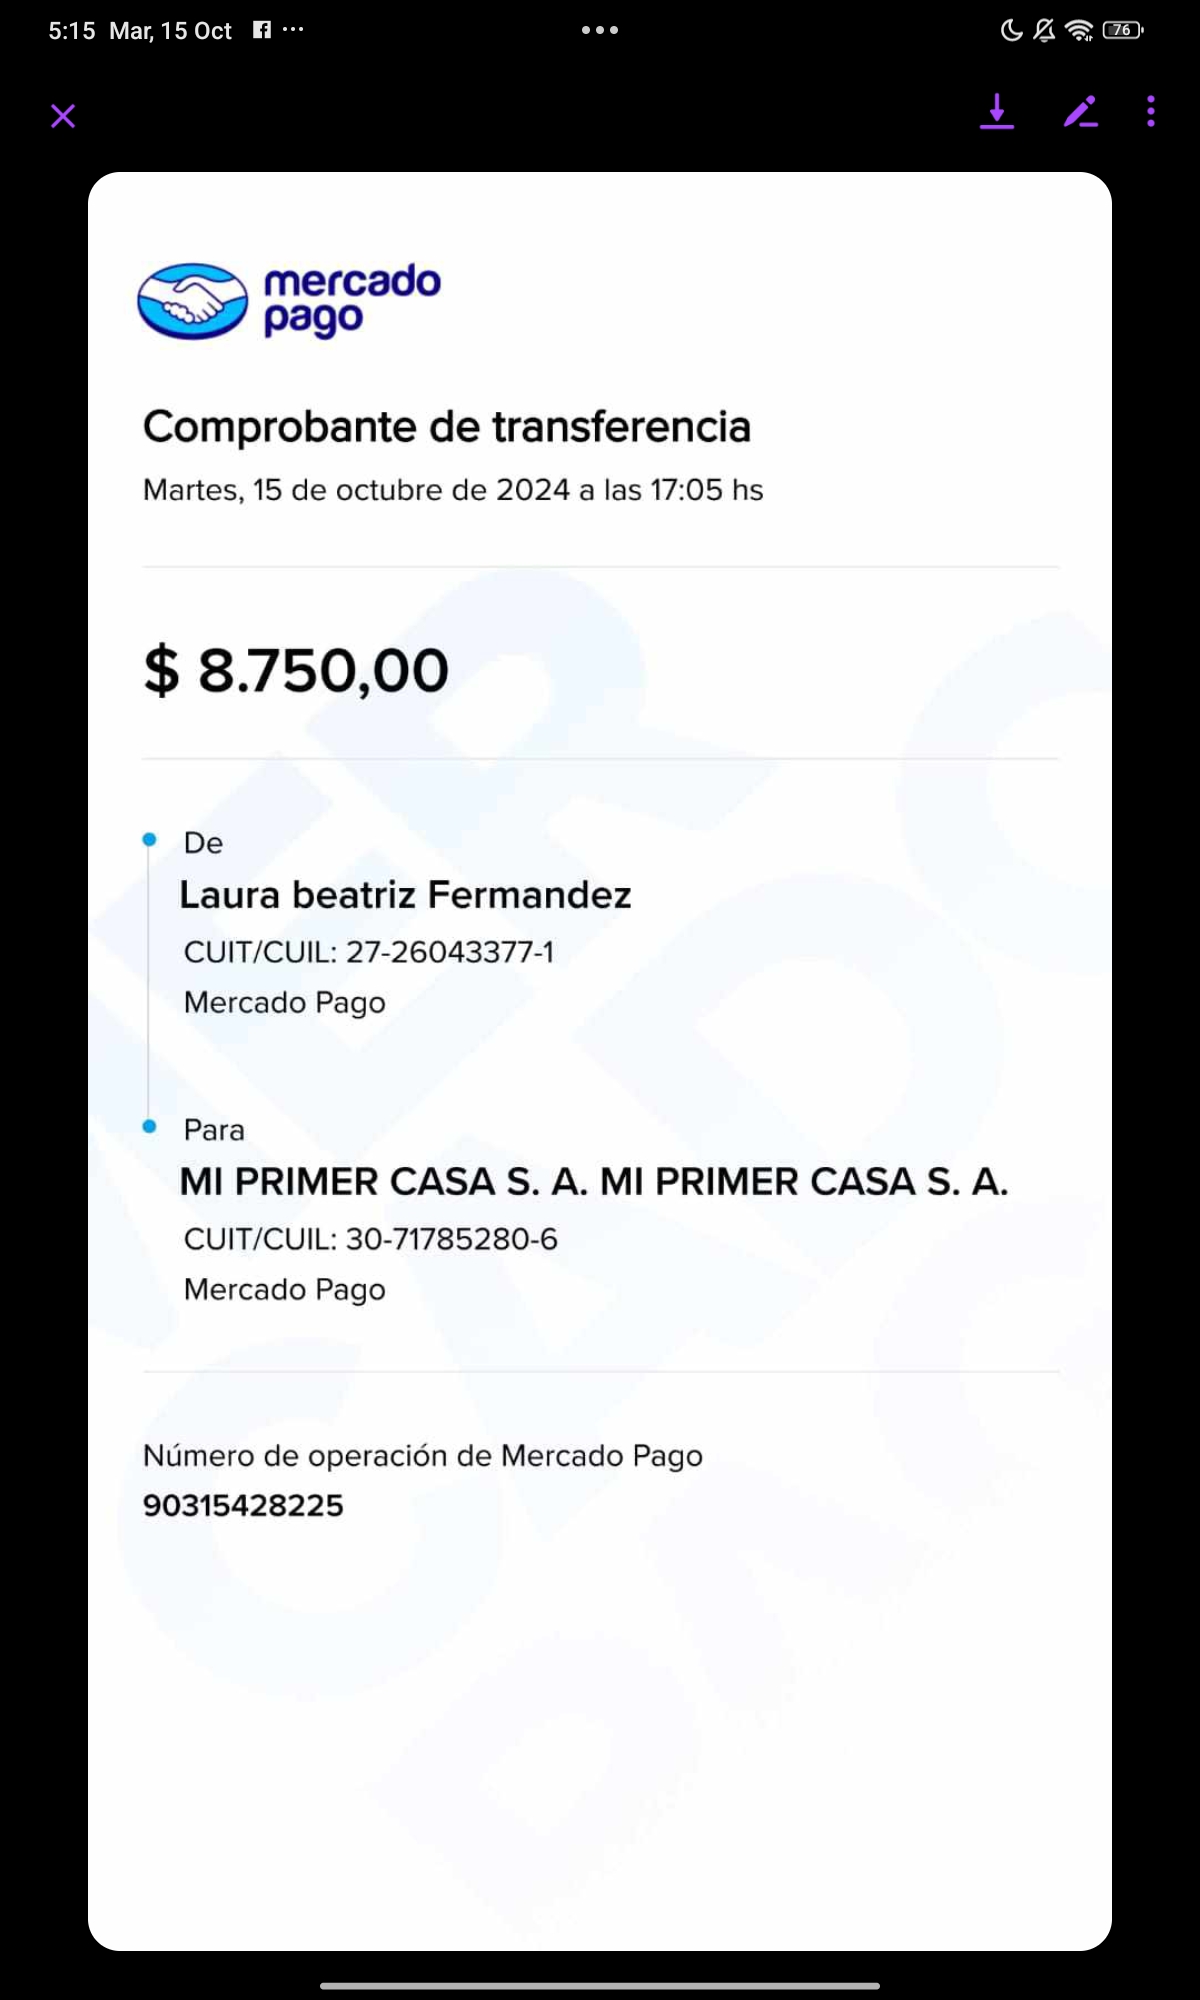 5:15 Mar, 15 Oct
76
mercado
pago
Comprobante de transferencia
Martes, 15 de octubre de 2024 a las 17:05 hs
$ 8.750,00
De
Laura beatriz Fermandez
CUIT/CUIL: 27-26043377-1
Mercado Pago
Para
MI PRIMER CASA S. A. MI PRIMER CASA S. A.
CUIT/CUIL: 30-71785280-6
Mercado Pago
Número de operación de Mercado Pago
90315428225